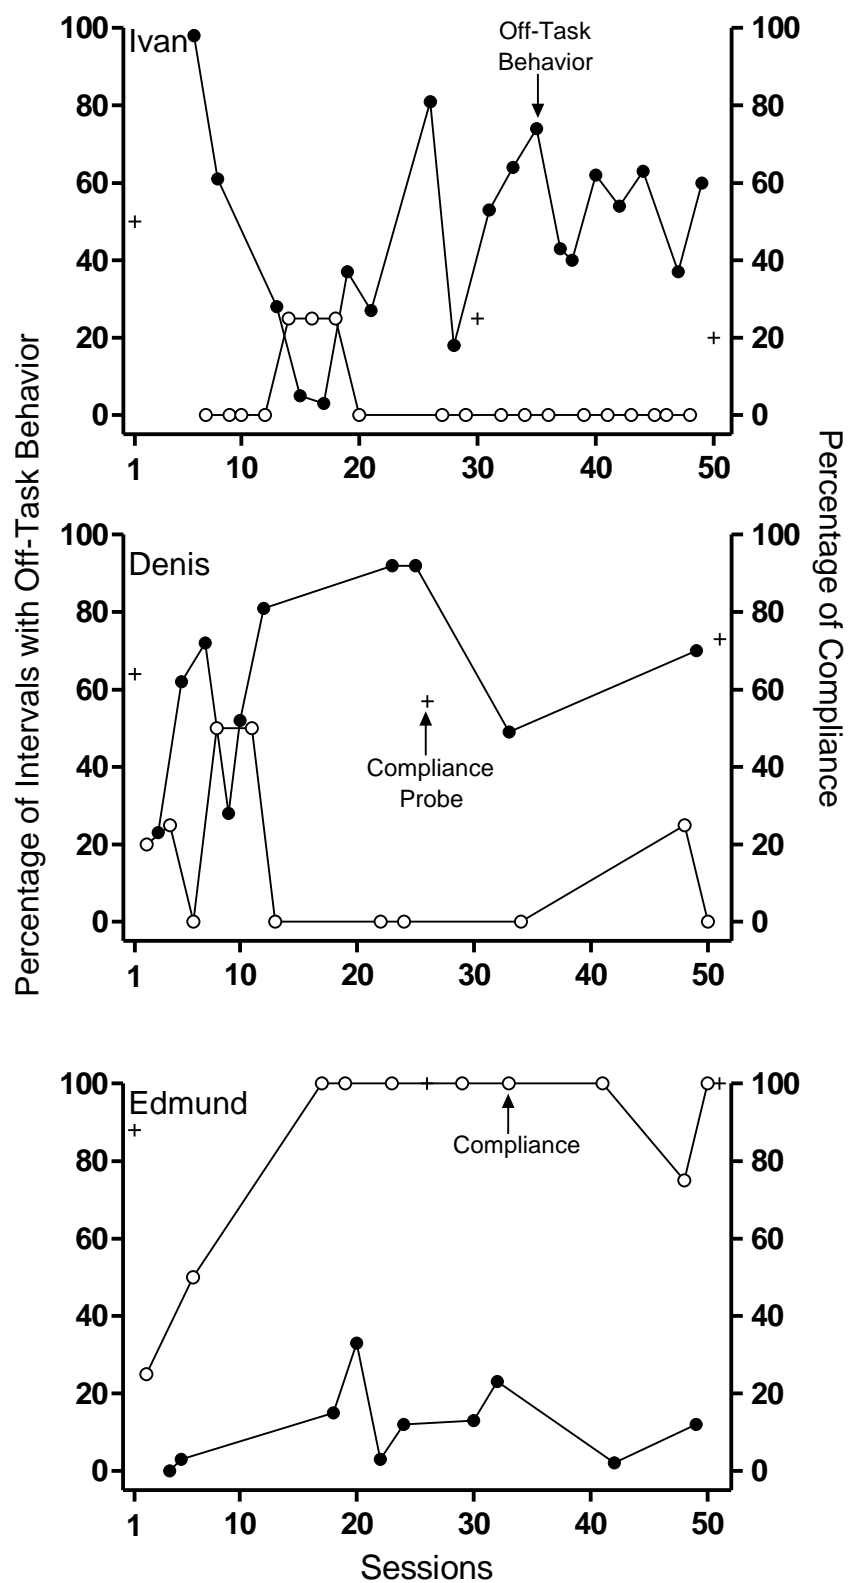 Percentage of Intervals with Off-Task Behavior
Percentage of Compliance
Ivan
Off-Task
Behavior
100 100
80 80
60 60
40 40
20 20
0 0
1 10 20 30 40 50
Denis
Compliance
Probe
100 100
80 80
60 60
40 40
20 20
0 0
1 10 20 30 40 50
Edmund
Compliance
100 100
80 80
60 60
40 40
20 20
0 0
1 10 20 30 40 50
Sessions